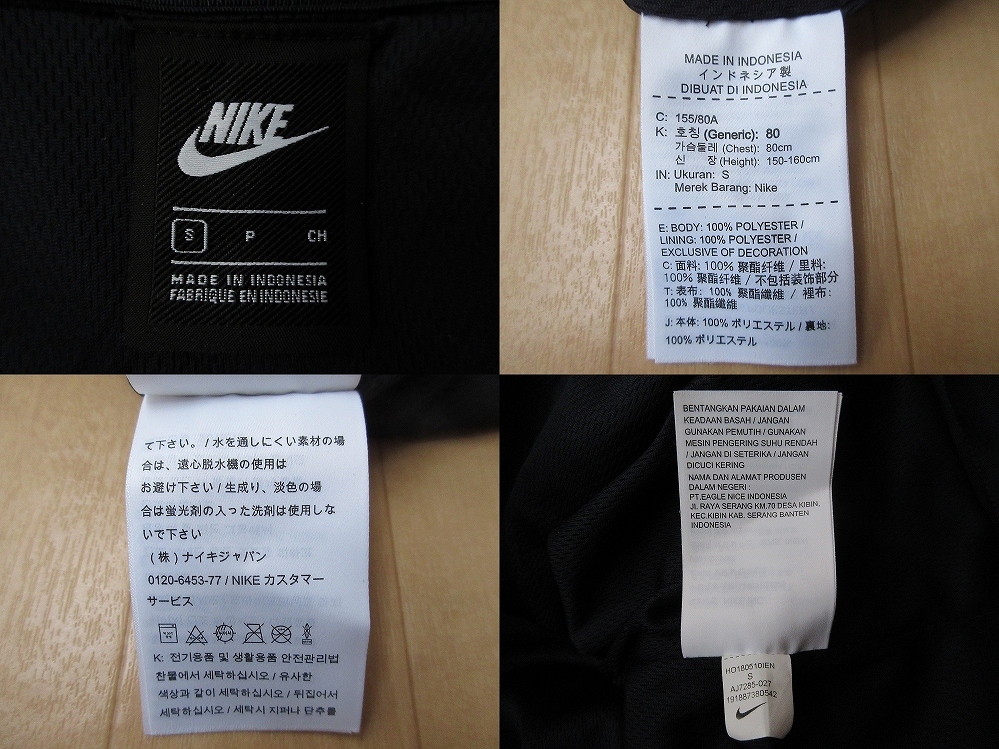 NIKE
S P CH
MADE IN INDONESIA
FABRIQUE EN INDONESIE
MADE IN INDONESIA
インドネシア製
DIBUAT DI INDONESIA
C: 155/80A
K: 호칭 (Generic): 80
가슴둘레 (Chest): 80cm
신 장 (Height): 150-160cm
IN: Ukuran: S
Merek Barang: Nike
E: BODY: 100% POLYESTER /
LINING: 100% POLYESTER /
EXCLUSIVE OF DECORATION
C: 面料: 100% 聚酯纤维 / 里料:
100% 聚酯纤维 / 不包括装饰部分
T: 表布: 100% 聚酯纖維 / 裡布:
100% 聚酯纖維
J: 本体: 100% ポリエステル / 裏地:
100% ポリエステル
て下さい。/ 水を通しにくい素材の場
合は、遠心脱水機の使用は
お避け下さい / 生成り、淡色の場
合は蛍光剤の入った洗剤は使用しな
いで下さい
(株) ナイキジャパン
0120-6453-77 / NIKE カスタマー
サービス
K: 전기용품 및 생활용품 안전관리법
찬물에서 세탁하십시오 / 유사한
색상과 같이 세탁하십시오 / 뒤집어서
세탁하십시오 / 세탁시 지퍼나 단추를
BENTANGKAN PAKAIAN DALAM
KEADAAN BASAH / JANGAN
GUNAKAN PEMUTIH / GUNAKAN
MESIN PENGERING SUHU RENDAH
/ JANGAN DI SETERIKA / JANGAN
DICUCI KERING
NAMA DAN ALAMAT PRODUSEN
DALAM NEGERI :
PT.EAGLE NICE INDONESIA
JL RAYA SERANG KM.70 DESA KIBIN.
KEC.KIBIN KAB. SERANG BANTEN
INDONESIA
HO180510IEN
S
AJ7285-027
191887380542